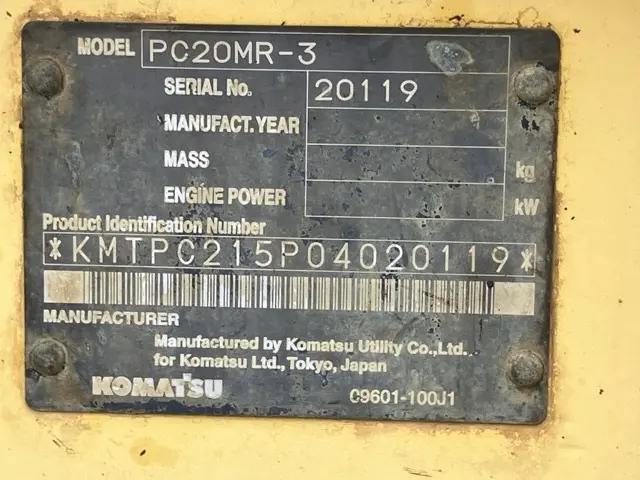 MODEL PC20MR-3
SERIAL No. 20119
MANUFACT.YEAR
MASS kg
ENGINE POWER kW
Product Identification Number
*KMTPC215P04020119*
MANUFACTURER
Manufactured by Komatsu Utility Co.,Ltd.
for Komatsu Ltd.,Tokyo, Japan
KOMATSU 09601-100J1